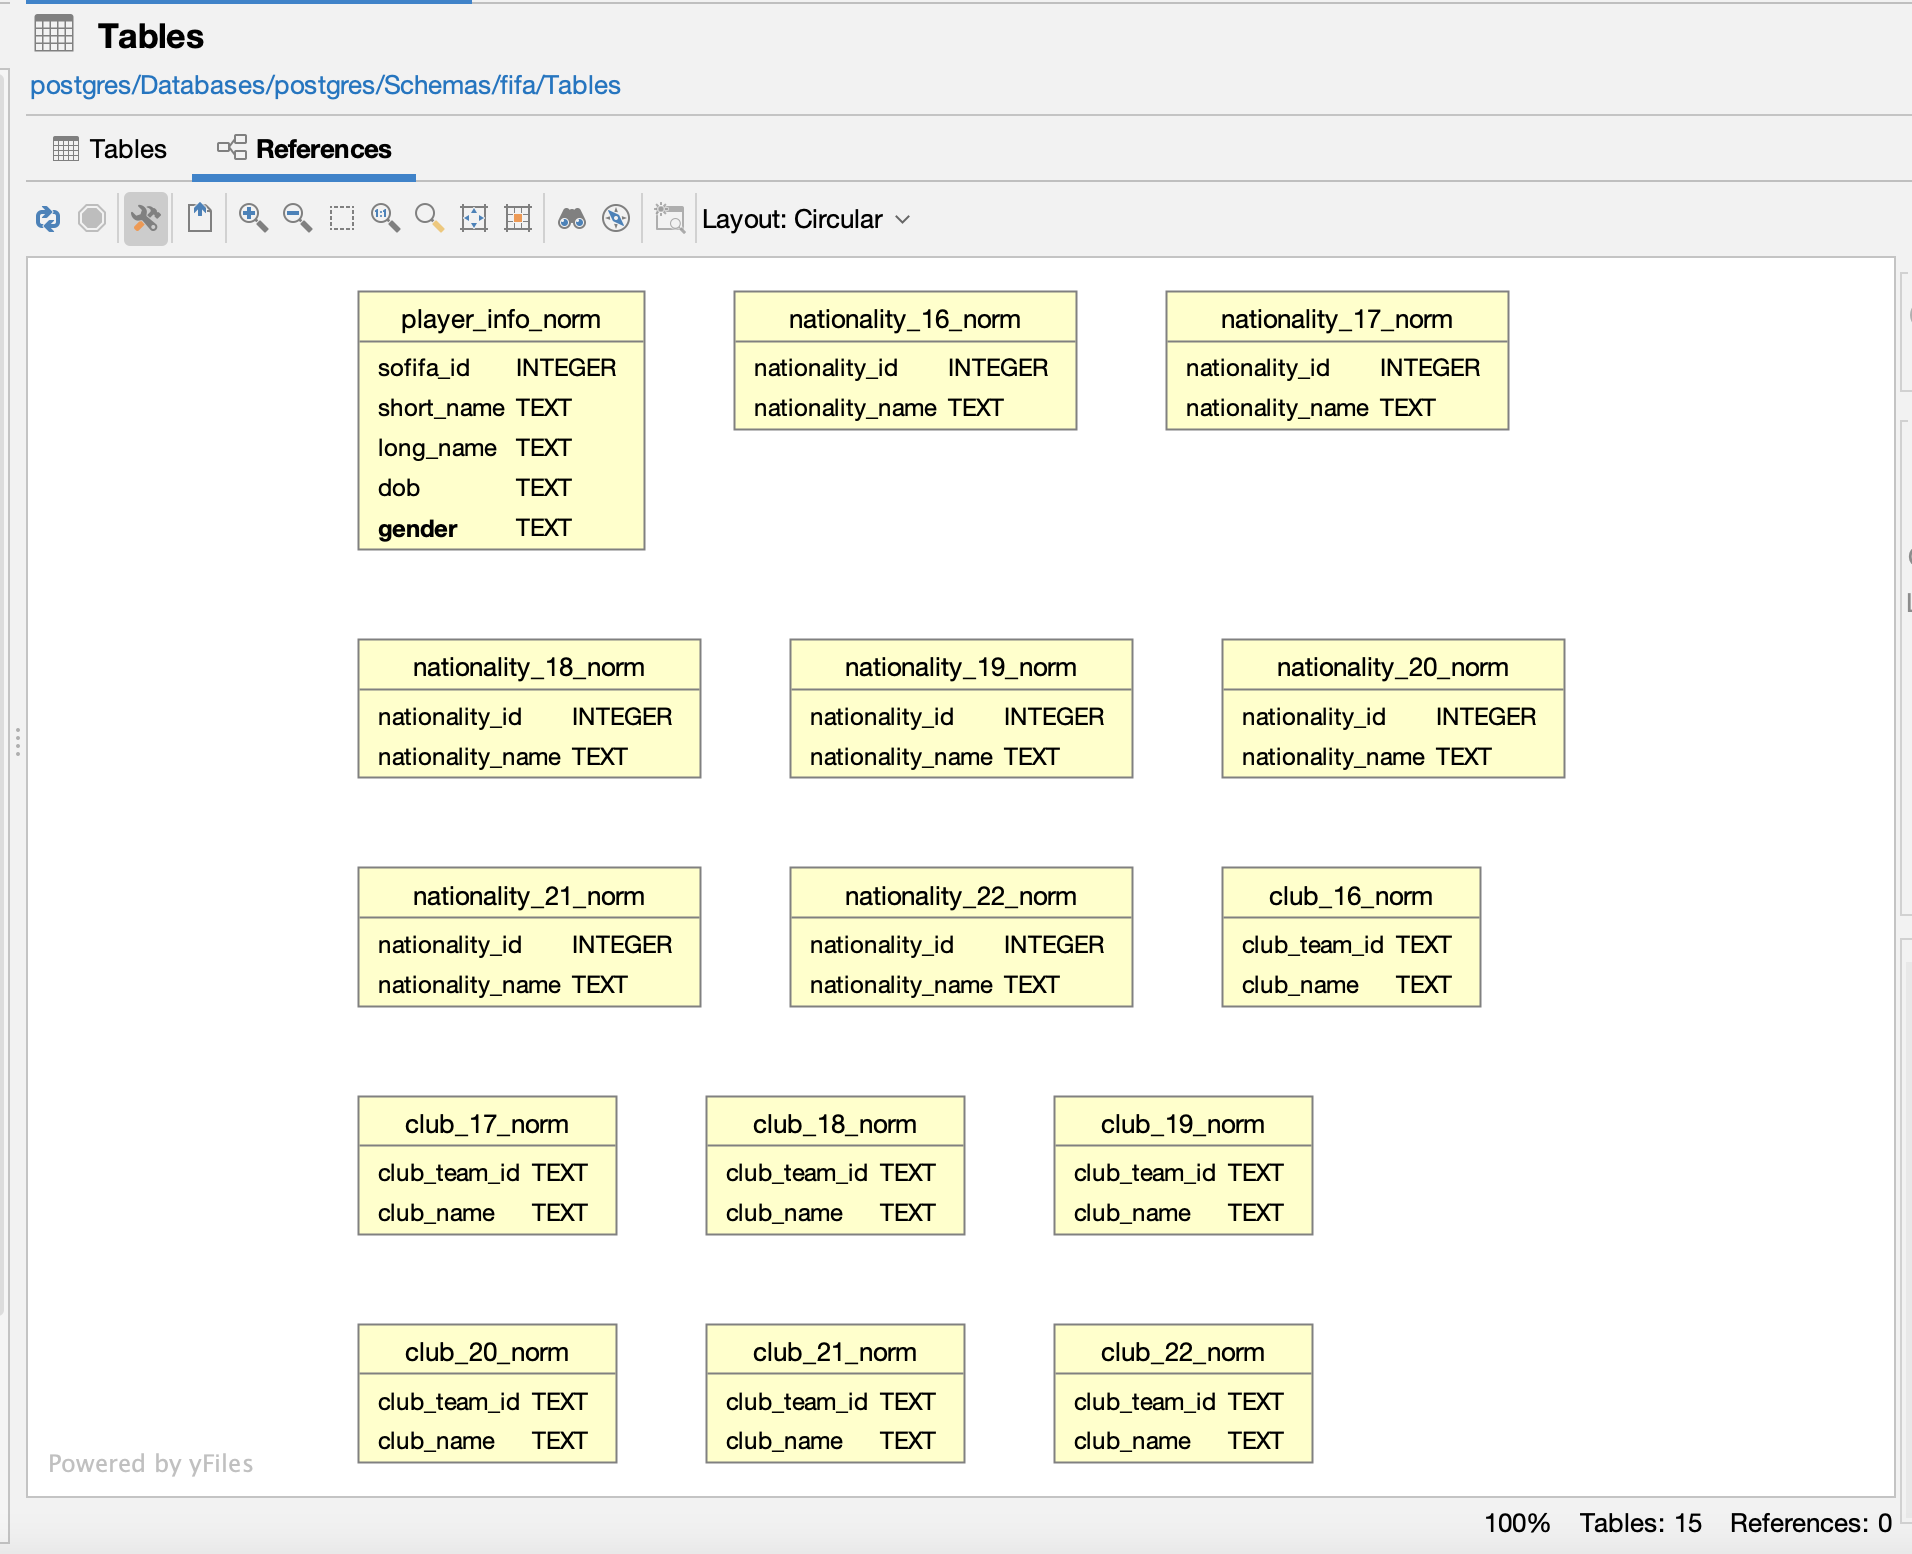 Tables
postgres/Databases/postgres/Schemas/fifa/Tables
Tables References
1:1 Layout: Circular
player_info_norm
sofifa_id INTEGER
short_name TEXT
long_name TEXT
dob TEXT
gender TEXT
nationality_16_norm
nationality_id INTEGER
nationality_name TEXT
nationality_17_norm
nationality_id INTEGER
nationality_name TEXT
nationality_18_norm
nationality_id INTEGER
nationality_name TEXT
nationality_19_norm
nationality_id INTEGER
nationality_name TEXT
nationality_20_norm
nationality_id INTEGER
nationality_name TEXT
nationality_21_norm
nationality_id INTEGER
nationality_name TEXT
nationality_22_norm
nationality_id INTEGER
nationality_name TEXT
club_16_norm
club_team_id TEXT
club_name TEXT
club_17_norm
club_team_id TEXT
club_name TEXT
club_18_norm
club_team_id TEXT
club_name TEXT
club_19_norm
club_team_id TEXT
club_name TEXT
club_20_norm
club_team_id TEXT
club_name TEXT
club_21_norm
club_team_id TEXT
club_name TEXT
club_22_norm
club_team_id TEXT
club_name TEXT
Powered by yFiles
100% Tables: 15 References: 0